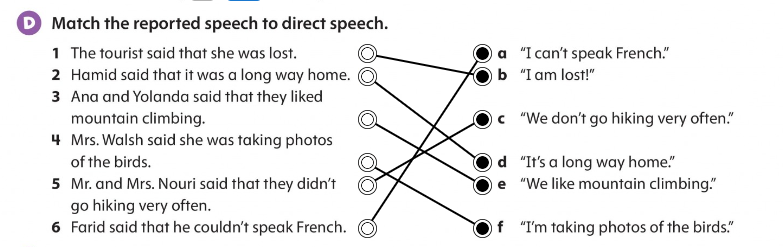 D Match the reported speech to direct speech.
1 The tourist said that she was lost.
2 Hamid said that it was a long way home.
3 Ana and Yolanda said that they liked
mountain climbing.
4 Mrs. Walsh said she was taking photos
of the birds.
5 Mr. and Mrs. Nouri said that they didn't
go hiking very often.
6 Farid said that he couldn't speak French.
a "I can't speak French."
b "I am lost!"
c "We don't go hiking very often."
d "It's a long way home."
e "We like mountain climbing."
f "I'm taking photos of the birds."